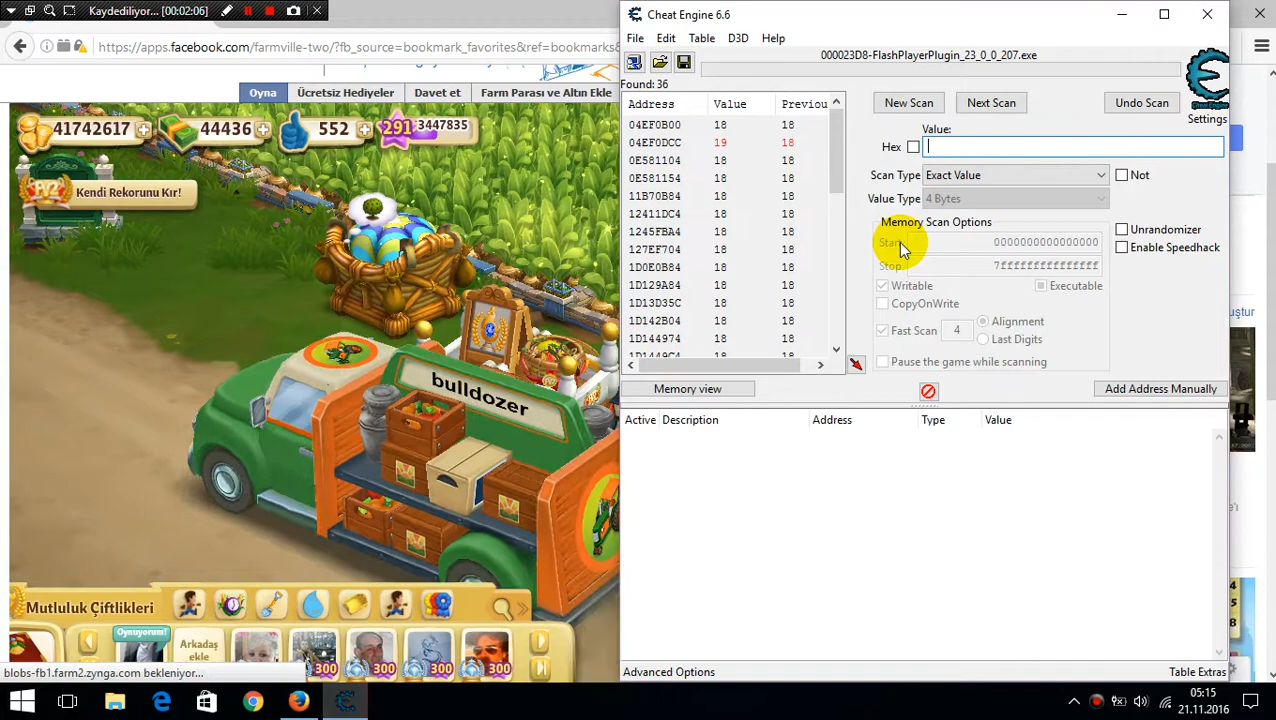 Kaydediliyor... [00:02:06]
https://apps.facebook.com/farmville-two/?fb_source=bookmark_favorites&ref=bookmarks&
Oyna
Ücretsiz Hediyeler
Davet et
Farm Parası ve Altın Ekle
41742617
44436
552
291
3447835
FV2
Kendi Rekorunu Kır!
bulldozer
Mutluluk Çiftlikleri
Oynuyorum!
Arkadaş
ekle
300
300
300
300
blobs-fb1.farm2.zynga.com bekleniyor...
Cheat Engine 6.6
File Edit Table D3D Help
000023D8-FlashPlayerPlugin_23_0_0_207.exe
Found: 36
Settings
Address Value Previou
04EF0B00 18 18
04EF0DCC 19 18
0E581104 18 18
0E581154 18 18
11B70B84 18 18
12411DC4 18 18
1245FBA4 18 18
127EF704 18 18
1D0E0B84 18 18
1D129A84 18 18
1D13D35C 18 18
1D142B04 18 18
1D144974 18 18
1D1449C4 18 18
New Scan Next Scan Undo Scan
Value:
Hex
Scan Type Exact Value Not
Value Type 4 Bytes
Memory Scan Options
Start 0000000000000000
Stop 7fffffffffffffff
Unrandomizer
Enable Speedhack
Writable Executable
CopyOnWrite
Fast Scan 4 Alignment
Last Digits
Pause the game while scanning
Memory view
Add Address Manually
Active Description Address Type Value
Advanced Options
Table Extras
05:15
21.11.2016